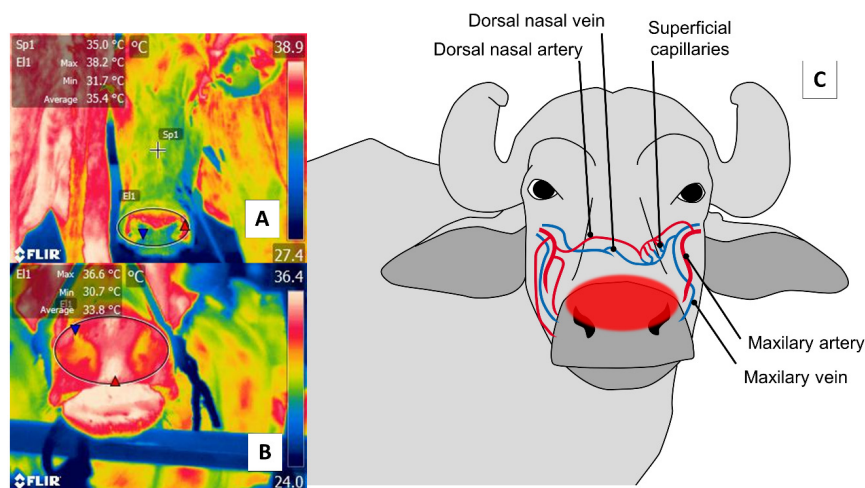 Sp1 35.0 °C
El1 Max 38.2 °C
Min 31.7 °C
Average 35.4 °C
°C
38.9
Sp1
El1
A
FLIR
27.4
El1 Max 36.6 °C
Min 30.7 °C
Average 33.8 °C
°C
36.4
El1
B
FLIR
24.0
Dorsal nasal vein
Dorsal nasal artery
Superficial
capillaries
C
Maxilary artery
Maxilary vein